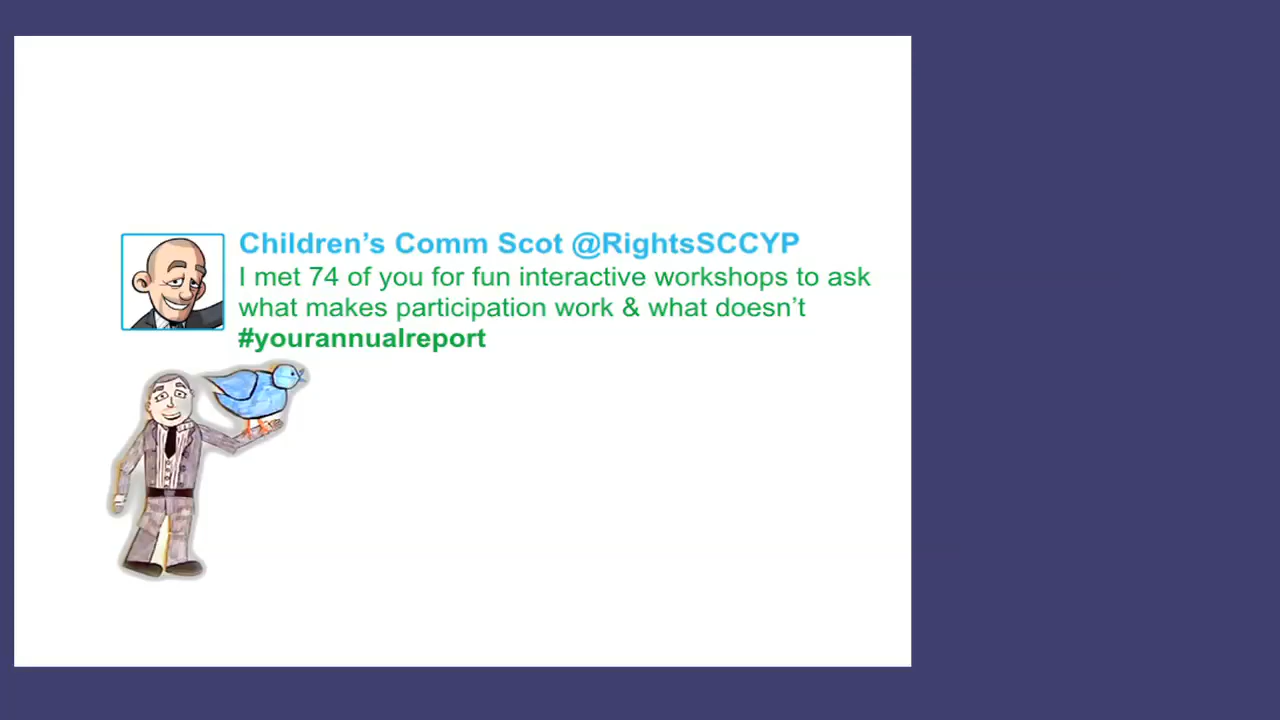 Children’s Comm Scot @RightsSCCYP
I met 74 of you for fun interactive workshops to ask
what makes participation work & what doesn’t
#yourannualreport